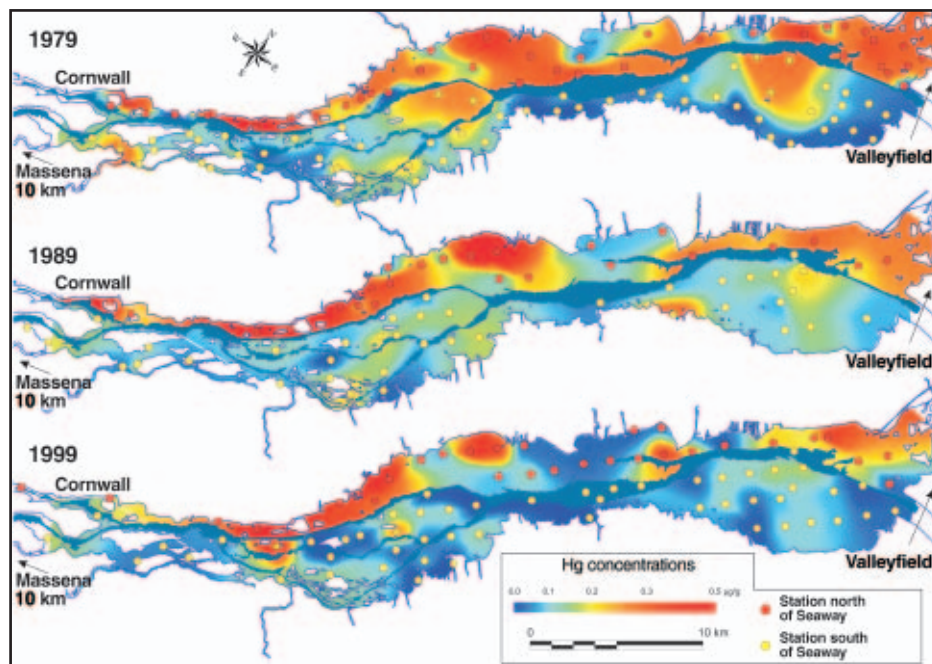 1979
Cornwall
Massena
10 km
Valleyfield
1989
Cornwall
Massena
10 km
Valleyfield
1999
Cornwall
Massena
10 km
Valleyfield
Hg concentrations
0.0 0.1 0.2 0.3 0.5 µg/g
Station north
of Seaway
0 10 km
Station south
of Seaway